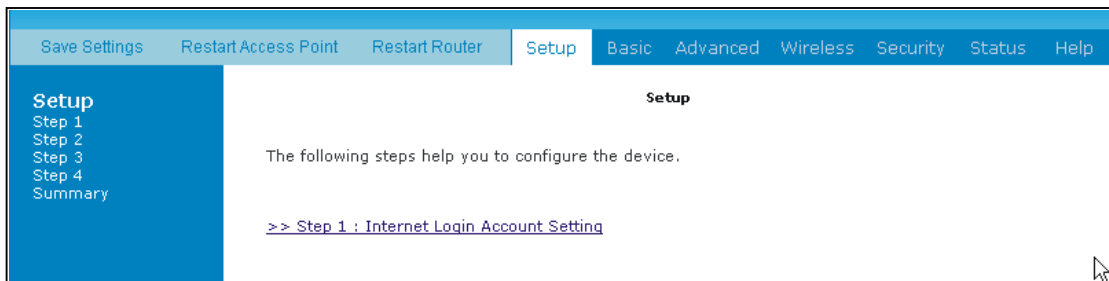 Save Settings Restart Access Point Restart Router Setup Basic Advanced Wireless Security Status Help
Setup
Step 1
Step 2
Step 3
Step 4
Summary
Setup
The following steps help you to configure the device.
>> Step 1 : Internet Login Account Setting